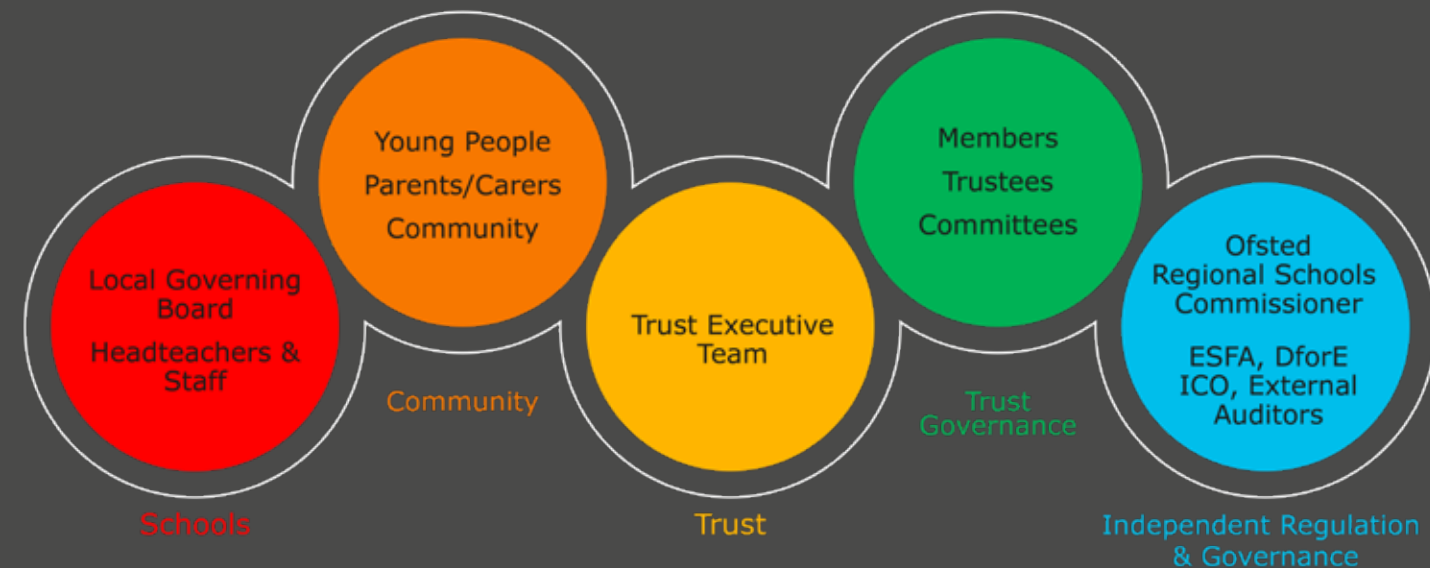 Local Governing
Board
Headteachers &
Staff
Schools
Young People
Parents/Carers
Community
Community
Trust Executive
Team
Trust
Members
Trustees
Committees
Trust
Governance
Ofsted
Regional Schools
Commissioner
ESFA, DforE
ICO, External
Auditors
Independent Regulation
& Governance